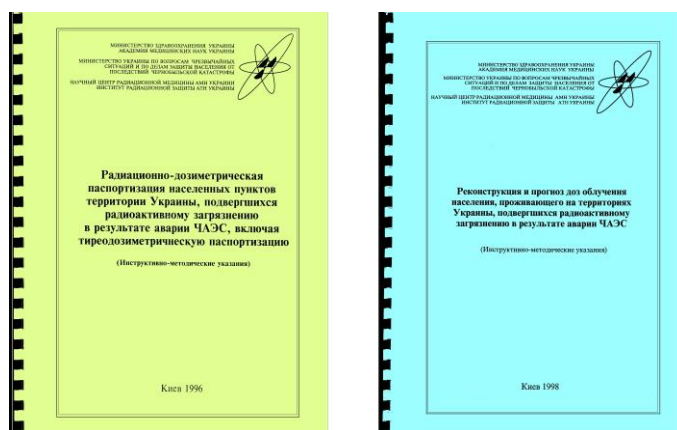 МИНИСТЕРСТВО ЗДРАВООХРАНЕНИЯ УКРАИНЫ
АКАДЕМИЯ МЕДИЦИНСКИХ НАУК УКРАИНЫ
МИНИСТЕРСТВО УКРАИНЫ ПО ВОПРОСАМ ЧРЕЗВЫЧАЙНЫХ
СИТУАЦИЙ И ПО ДЕЛАМ ЗАЩИТЫ НАСЕЛЕНИЯ ОТ
ПОСЛЕДСТВИЙ ЧЕРНОБЫЛЬСКОЙ КАТАСТРОФЫ
НАУЧНЫЙ ЦЕНТР РАДИАЦИОННОЙ МЕДИЦИНЫ АМН УКРАИНЫ
ИНСТИТУТ РАДИАЦИОННОЙ ЗАЩИТЫ АТН УКРАИНЫ
Радиационно-дозиметрическая
паспортизация населенных пунктов
территории Украины, подвергшихся
радиоактивному загрязнению
в результате аварии ЧАЭС, включая
тиреодозиметричнескую паспортизацию
(Инструктивно-методические указания)
Киев 1996
МИНИСТЕРСТВО ЗДРАВООХРАНЕНИЯ УКРАИНЫ
АКАДЕМИЯ МЕДИЦИНСКИХ НАУК УКРАИНЫ
МИНИСТЕРСТВО УКРАИНЫ ПО ВОПРОСАМ ЧРЕЗВЫЧАЙНЫХ
СИТУАЦИЙ И ПО ДЕЛАМ ЗАЩИТЫ НАСЕЛЕНИЯ ОТ
ПОСЛЕДСТВИЙ ЧЕРНОБЫЛЬСКОЙ КАТАСТРОФЫ
НАУЧНЫЙ ЦЕНТР РАДИАЦИОННОЙ МЕДИЦИНЫ АМН УКРАИНЫ
ИНСТИТУТ РАДИАЦИОННОЙ ЗАЩИТЫ АТН УКРАИНЫ
Реконструкция и прогноз доз облучения
населения, проживающего на территориях
Украины, подвергшихся радиоактивному
загрязнению в результате аварии ЧАЭС
(Инструктивно-методические указания)
Киев 1998